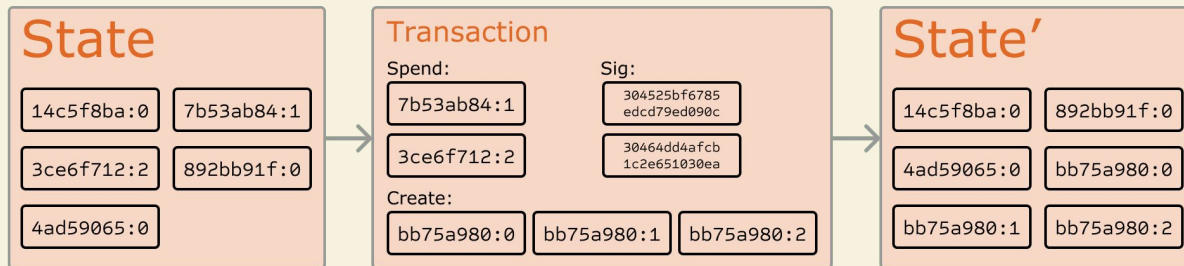 State
14c5f8ba:0 7b53ab84:1
3ce6f712:2 892bb91f:0
4ad59065:0
Transaction
Spend: Sig:
7b53ab84:1
304525bf6785
edcd79ed090c
3ce6f712:2
30464dd4afcb
1c2e651030ea
Create:
bb75a980:0 bb75a980:1 bb75a980:2
State’
14c5f8ba:0 892bb91f:0
4ad59065:0 bb75a980:0
bb75a980:1 bb75a980:2